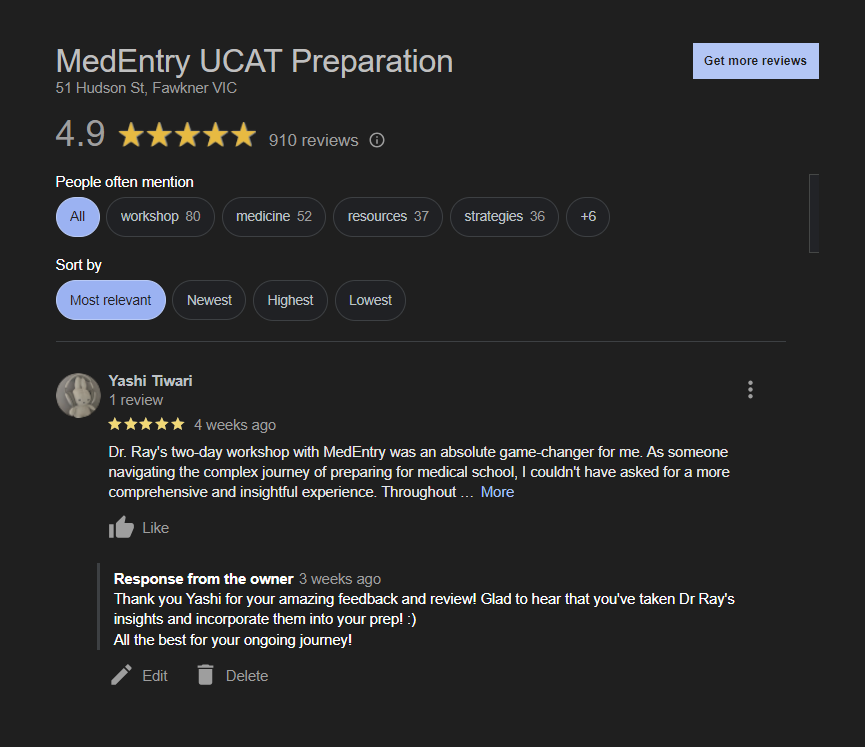 MedEntry UCAT Preparation
Get more reviews
51 Hudson St, Fawkner VIC
4.9 910 reviews
People often mention
All workshop 80 medicine 52 resources 37 strategies 36 +6
Sort by
Most relevant Newest Highest Lowest
Yashi Tiwari
1 review
4 weeks ago
Dr. Ray's two-day workshop with MedEntry was an absolute game-changer for me. As someone
navigating the complex journey of preparing for medical school, I couldn't have asked for a more
comprehensive and insightful experience. Throughout … More
Like
Response from the owner 3 weeks ago
Thank you Yashi for your amazing feedback and review! Glad to hear that you've taken Dr Ray's
insights and incorporate them into your prep! :)
All the best for your ongoing journey!
Edit Delete